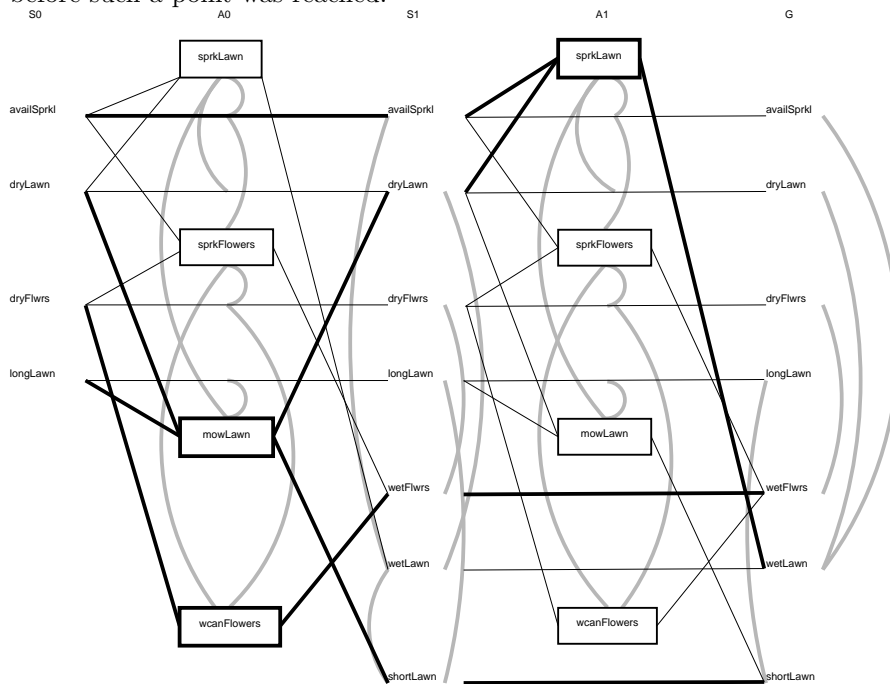 before such a point was reached.
S0 A0 S1 A1 G
sprkLawn sprkLawn
availSprkl availSprkl availSprkl
dryLawn dryLawn dryLawn
sprkFlowers sprkFlowers
dryFlwrs dryFlwrs dryFlwrs
longLawn longLawn longLawn
mowLawn mowLawn
wetFlwrs wetFlwrs
wetLawn wetLawn
wcanFlowers wcanFlowers
shortLawn shortLawn